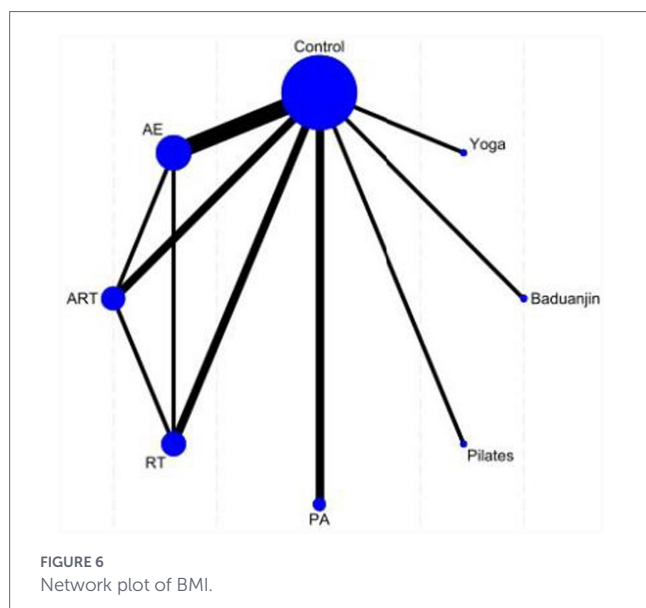 Control
AE
Yoga
ART
Baduanjin
RT
Pilates
PA
FIGURE 6
Network plot of BMI.